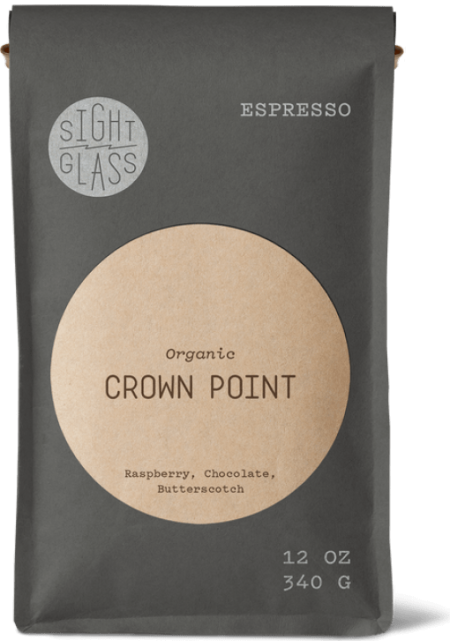 SIGHT
GLASS
ESPRESSO
Organic
CROWN POINT
Raspberry, Chocolate,
Butterscotch
12 OZ
340 G